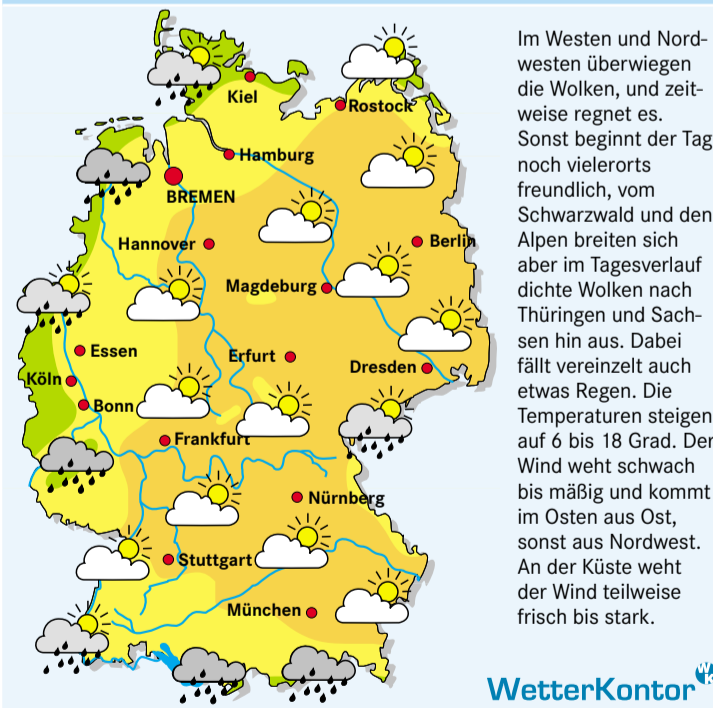 Kiel
Rostock
Hamburg
BREMEN
Hannover
Berlin
Magdeburg
Essen
Erfurt
Dresden
Köln
Bonn
Frankfurt
Nürnberg
Stuttgart
München
Im Westen und Nord-
westen überwiegen
die Wolken, und zeit-
weise regnet es.
Sonst beginnt der Tag
noch vielerorts
freundlich, vom
Schwarzwald und den
Alpen breiten sich
aber im Tagesverlauf
dichte Wolken nach
Thüringen und Sach-
sen hin aus. Dabei
fällt vereinzelt auch
etwas Regen. Die
Temperaturen steigen
auf 6 bis 18 Grad. Der
Wind weht schwach
bis mäßig und kommt
im Osten aus Ost,
sonst aus Nordwest.
An der Küste weht
der Wind teilweise
frisch bis stark.
WetterKontor